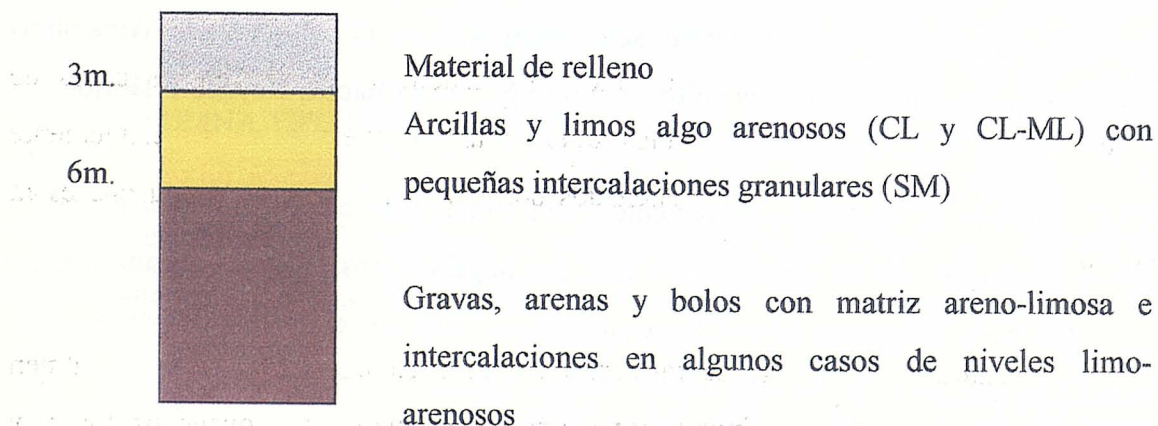 3m.
Material de relleno
Arcillas y limos algo arenosos (CL y CL-ML) con
6m.
pequeñas intercalaciones granulares (SM)
Gravas, arenas y bolos con matriz areno-limosa e
intercalaciones en algunos casos de niveles limo-
arenosos